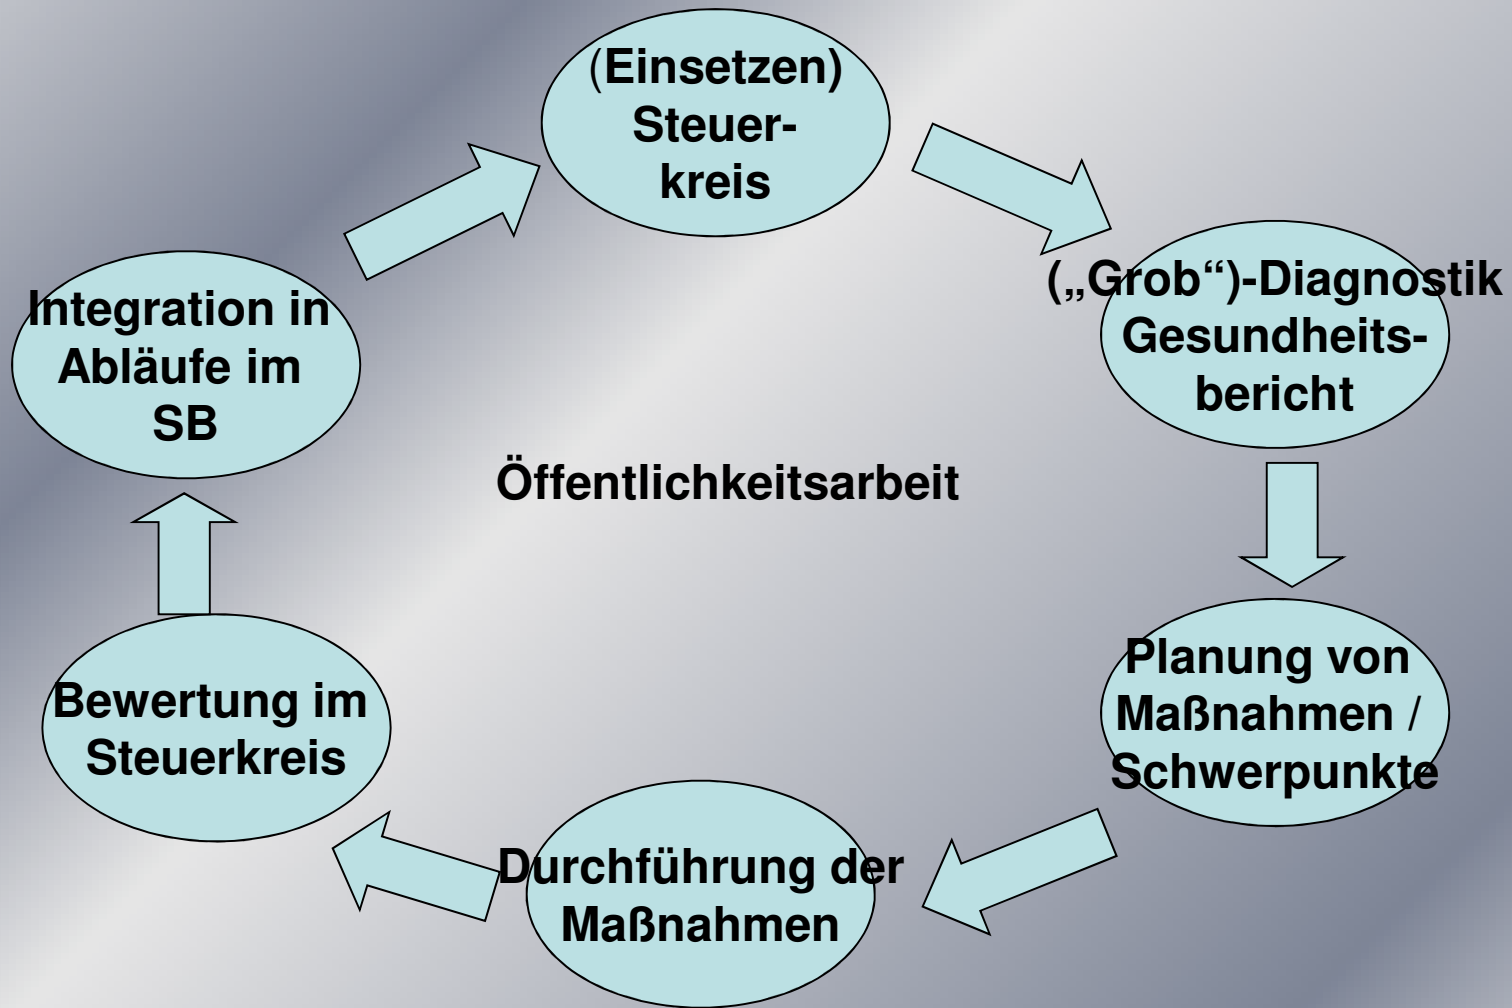 (Einsetzen)
Steuer-
kreis
(„Grob“)-Diagnostik
Gesundheits-
bericht
Planung von
Maßnahmen /
Schwerpunkte
Durchführung der
Maßnahmen
Bewertung im
Steuerkreis
Integration in
Abläufe im
SB
Öffentlichkeitsarbeit